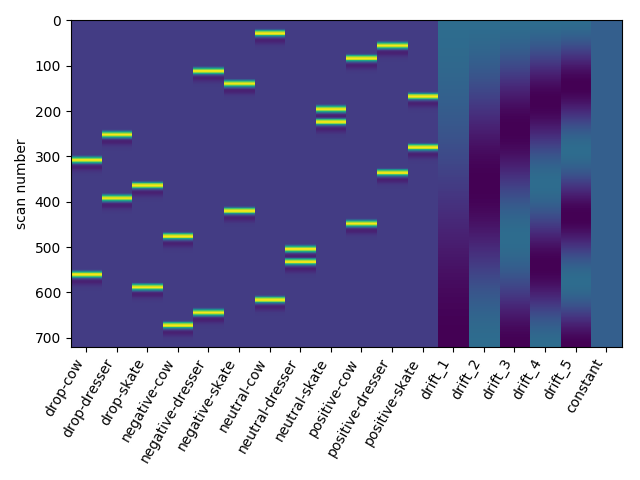 0
100
200
300
400
500
600
700
scan number
drop-cow
drop-dresser
drop-skate
negative-cow
negative-dresser
negative-skate
neutral-cow
neutral-dresser
neutral-skate
positive-cow
positive-dresser
positive-skate
drift_1
drift_2
drift_3
drift_4
drift_5
constant